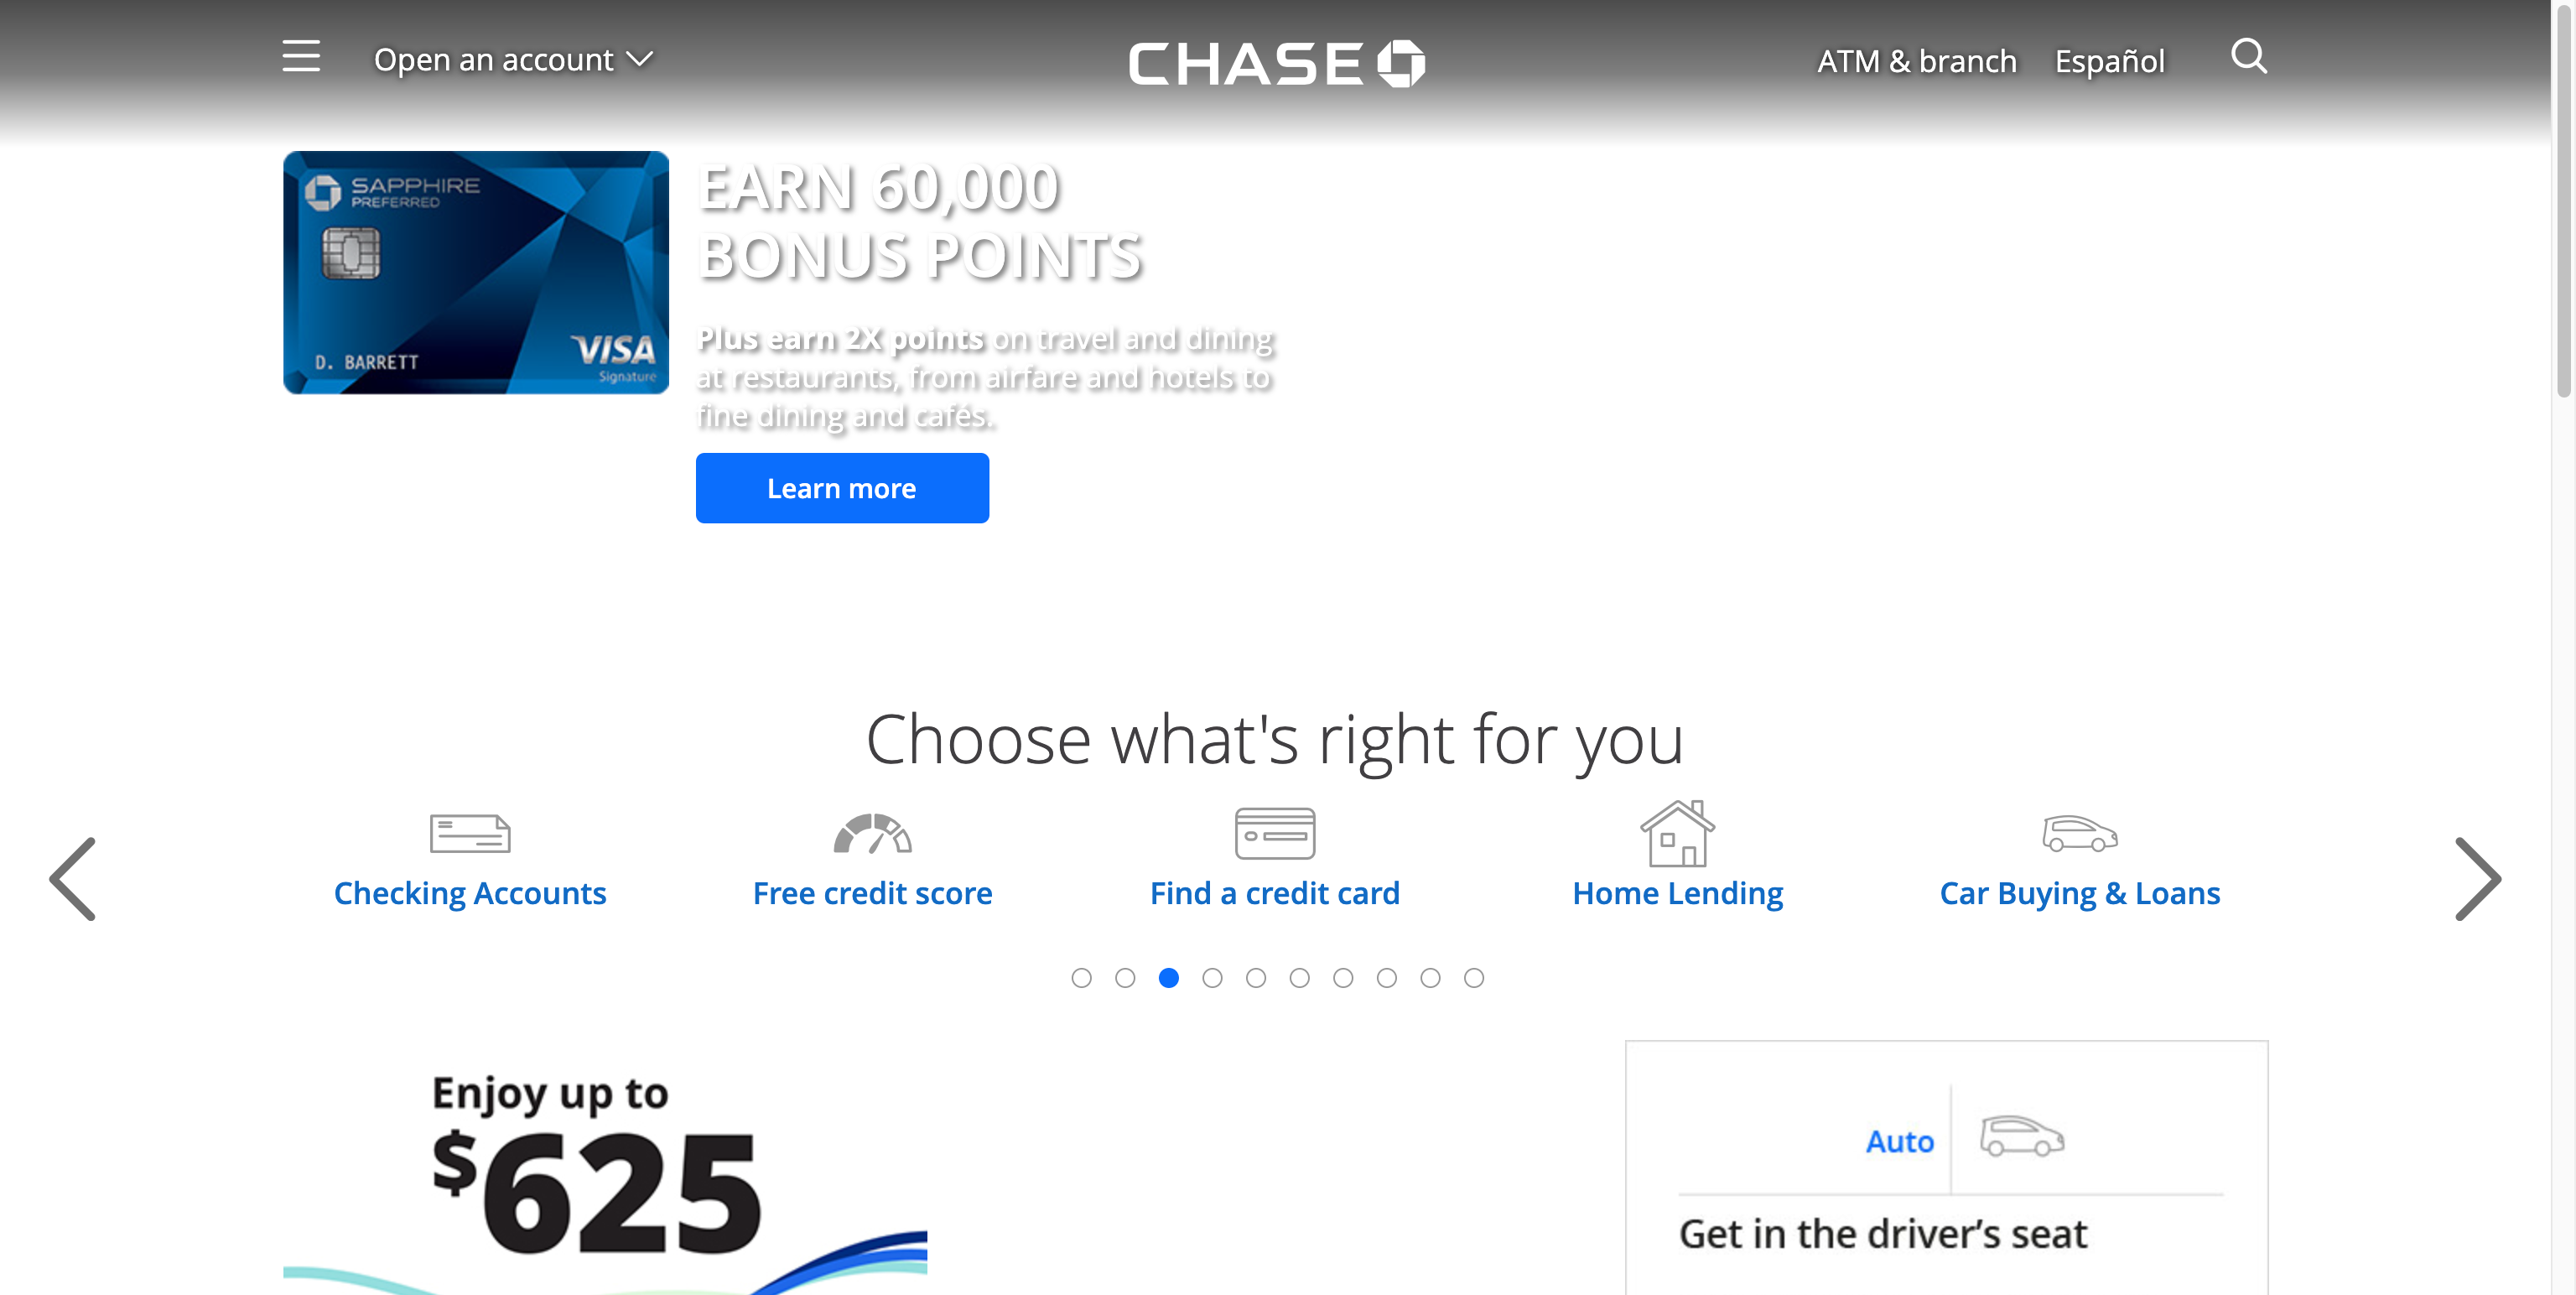 Open an account
CHASE
ATM & branch
Español
SAPPHIRE
PREFERRED
D. BARRETT
VISA
Signature
EARN 60,000
BONUS POINTS
Plus earn 2X points on travel and dining
at restaurants, from airfare and hotels to
fine dining and cafés.
Learn more
Choose what's right for you
Checking Accounts
Free credit score
Find a credit card
Home Lending
Car Buying & Loans
Enjoy up to
$625
Auto
Get in the driver’s seat